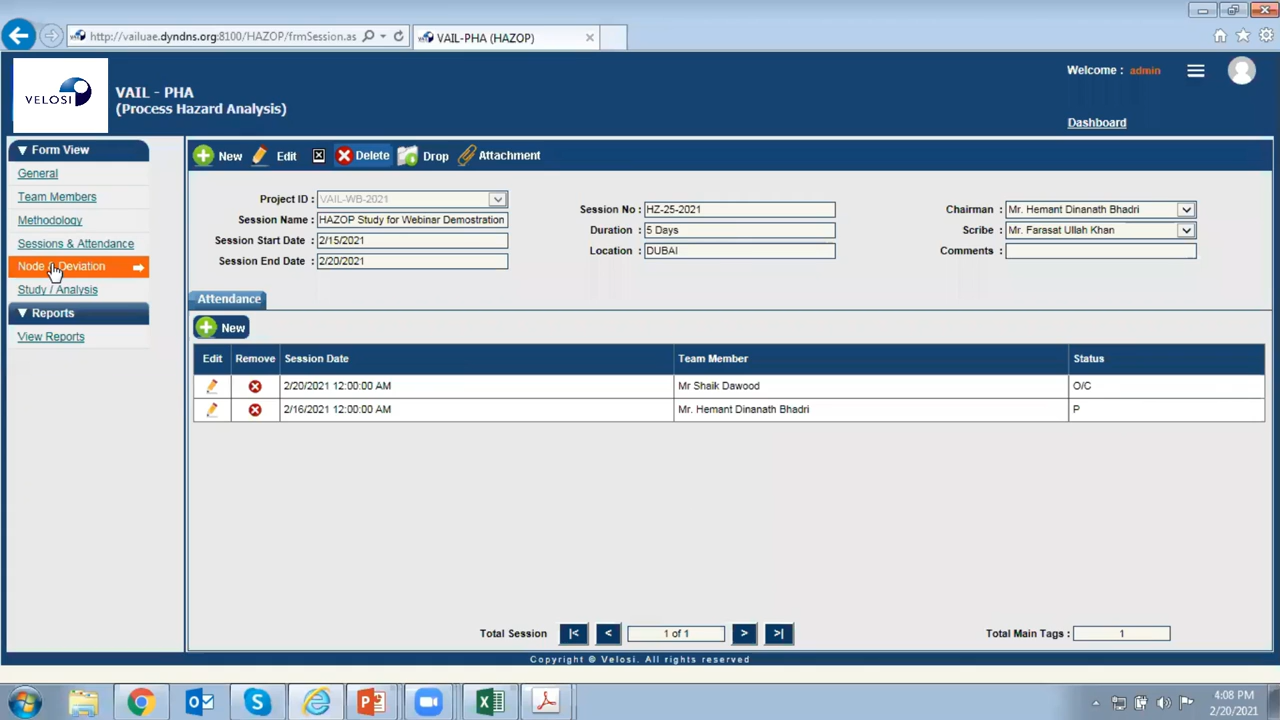 http://vailuae.dyndns.org:8100/HAZOP/frmSession.as
VAIL-PHA (HAZOP)
VELOSI
VAIL - PHA
(Process Hazard Analysis)
Welcome : admin
Dashboard
Form View
General
Team Members
Methodology
Sessions & Attendance
Node & Deviation
Study / Analysis
Reports
View Reports
New
Edit
Delete
Drop
Attachment
Project ID : VAIL-WB-2021
Session Name : HAZOP Study for Webinar Demostration
Session Start Date : 2/15/2021
Session End Date : 2/20/2021
Session No : HZ-25-2021
Duration : 5 Days
Location : DUBAI
Chairman : Mr. Hemant Dinanath Bhadri
Scribe : Mr. Farasat Ullah Khan
Comments :
Attendance
New
Edit Remove Session Date Team Member Status
2/20/2021 12:00:00 AM Mr Shaik Dawood O/C
2/16/2021 12:00:00 AM Mr. Hemant Dinanath Bhadri P
Total Session |< < 1 of 1 > >|
Total Main Tags : 1
Copyright © Velosi. All rights reserved
4:08 PM
2/20/2021